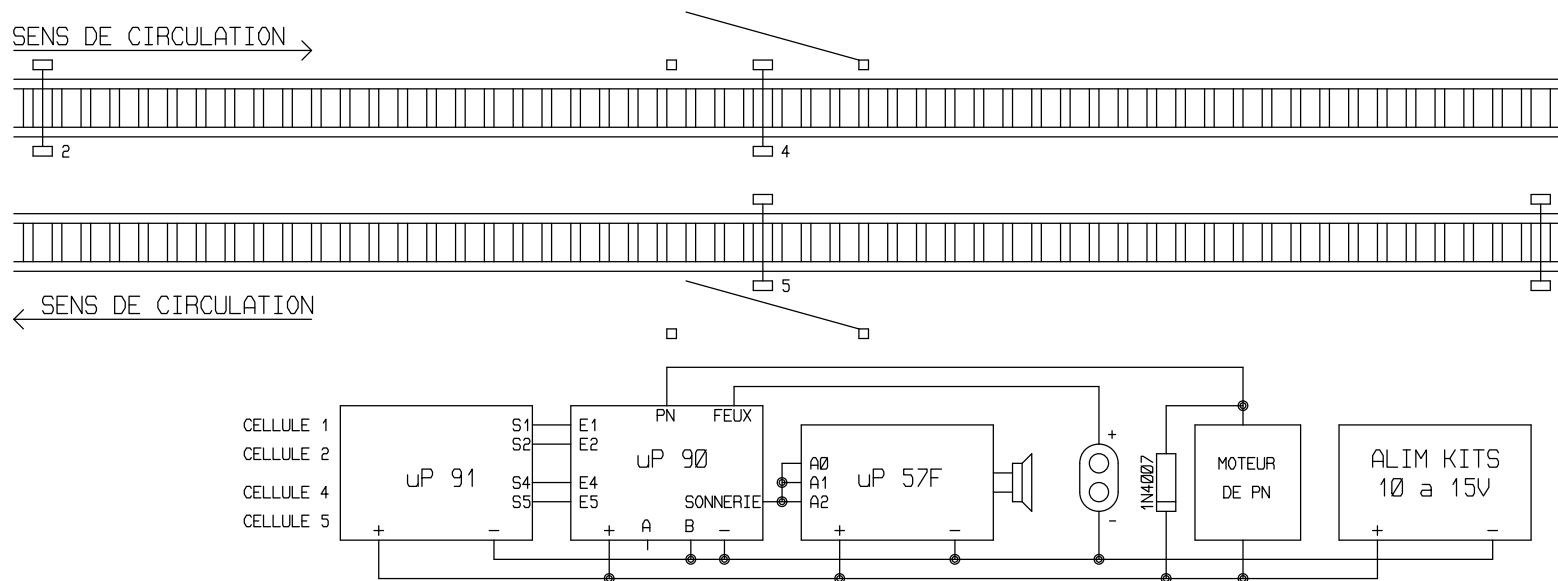 SENS DE CIRCULATION
2
4
5
SENS DE CIRCULATION
CELLULE 1
CELLULE 2
CELLULE 4
CELLULE 5
S1
S2
S4
S5
uP 91
+ -
PN FEUX
E1
E2
uP 90
E4
E5
SONNERIE
+ A B -
A0
A1
A2
uP 57F
+ -
+
-
1N4007
MOTEUR
DE PN
ALIM KITS
10 a 15V
+ -